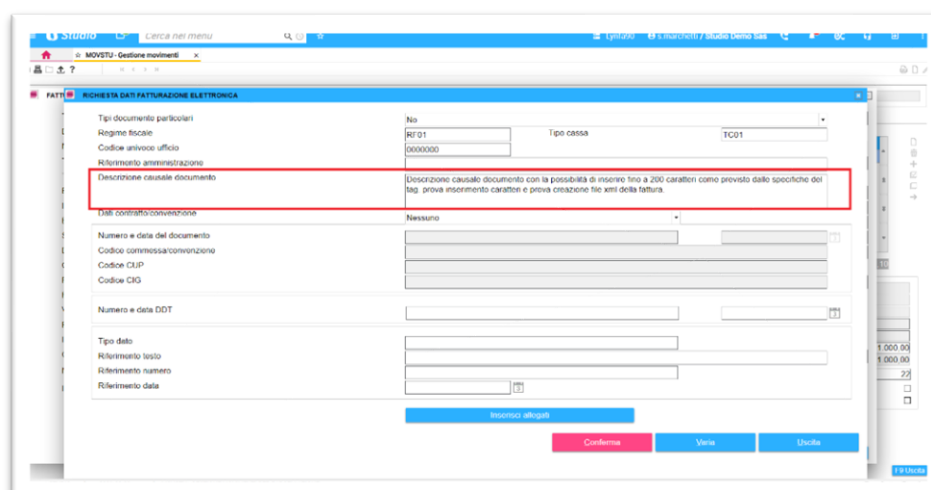 Studio Cerca nel menu Lynfa90 s.marchetti / Studio Demo Sas
MOVSTU - Gestione movimenti
RICHIESTA DATI FATTURAZIONE ELETTRONICA
Tipi documento particolari No
Regime fiscale RF01 Tipo cassa TC01
Codice univoco ufficio 0000000
Riferimento amministrazione
Descrizione causale documento Descrizione causale documento con la possibilità di inserire fino a 200 caratteri come previsto dalle specifiche del
tag. prova inserimento caratteri e prova creazione file xml della fattura.
Dati contratto/convenzione Nessuno
Numero e data del documento
Codice commessa/convenzione
Codice CUP
Codice CIG
Numero e data DDT
Tipo dato
Riferimento testo 1.000,00
1.000,00
Riferimento numero 22
Riferimento data
Inserisci allegati
Conferma Varia Uscita
F9 Uscita